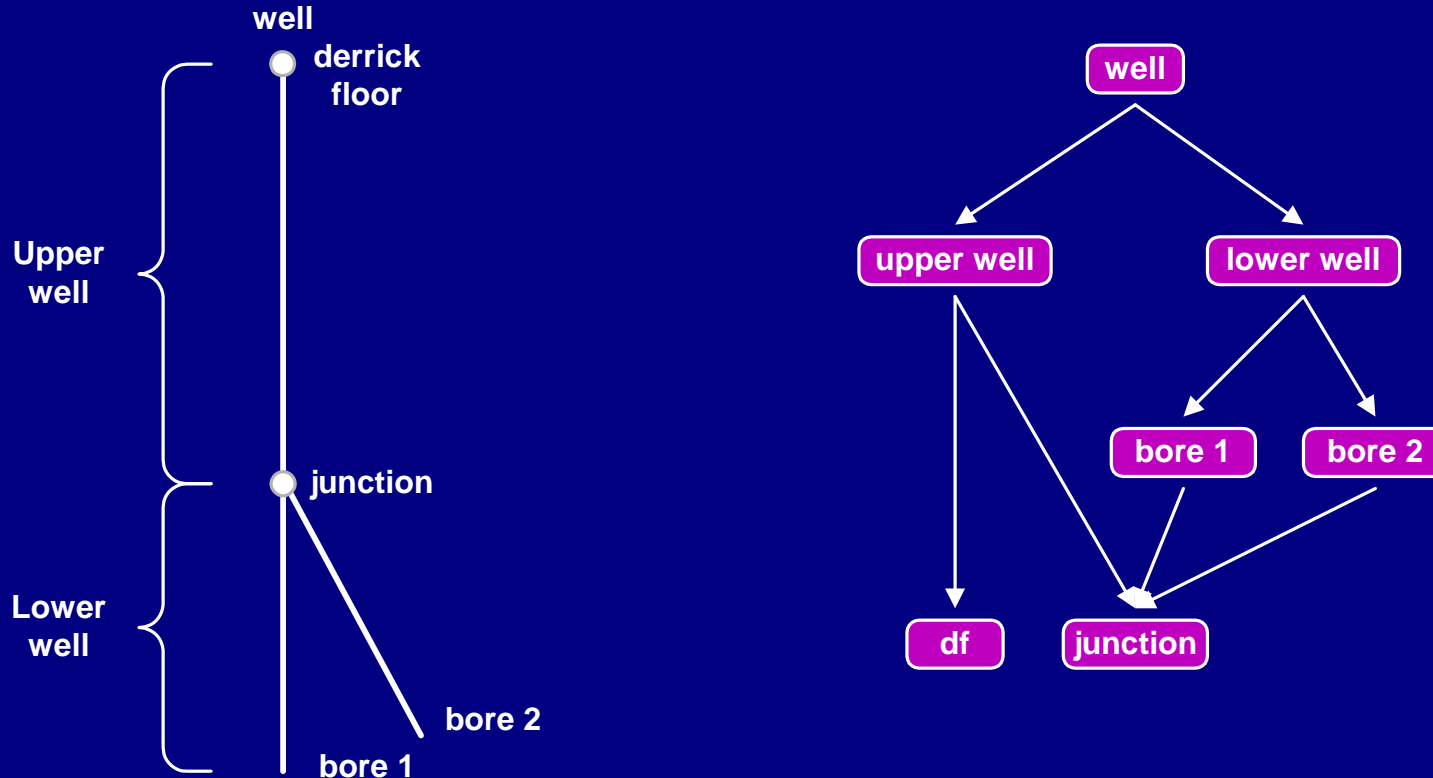 well
derrick
floor
Upper
well
junction
Lower
well
bore 2
bore 1
well
upper well
lower well
bore 1
bore 2
df
junction